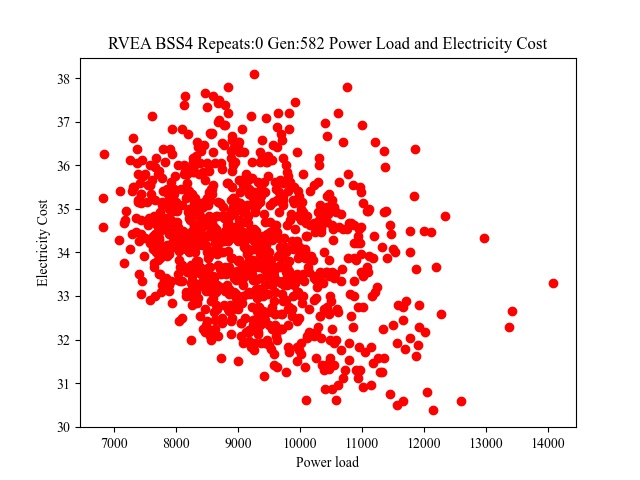 RVEA BSS4 Repeats:0 Gen:582 Power Load and Electricity Cost
Electricity Cost
38
37
36
35
34
33
32
31
30
7000 8000 9000 10000 11000 12000 13000 14000
Power load